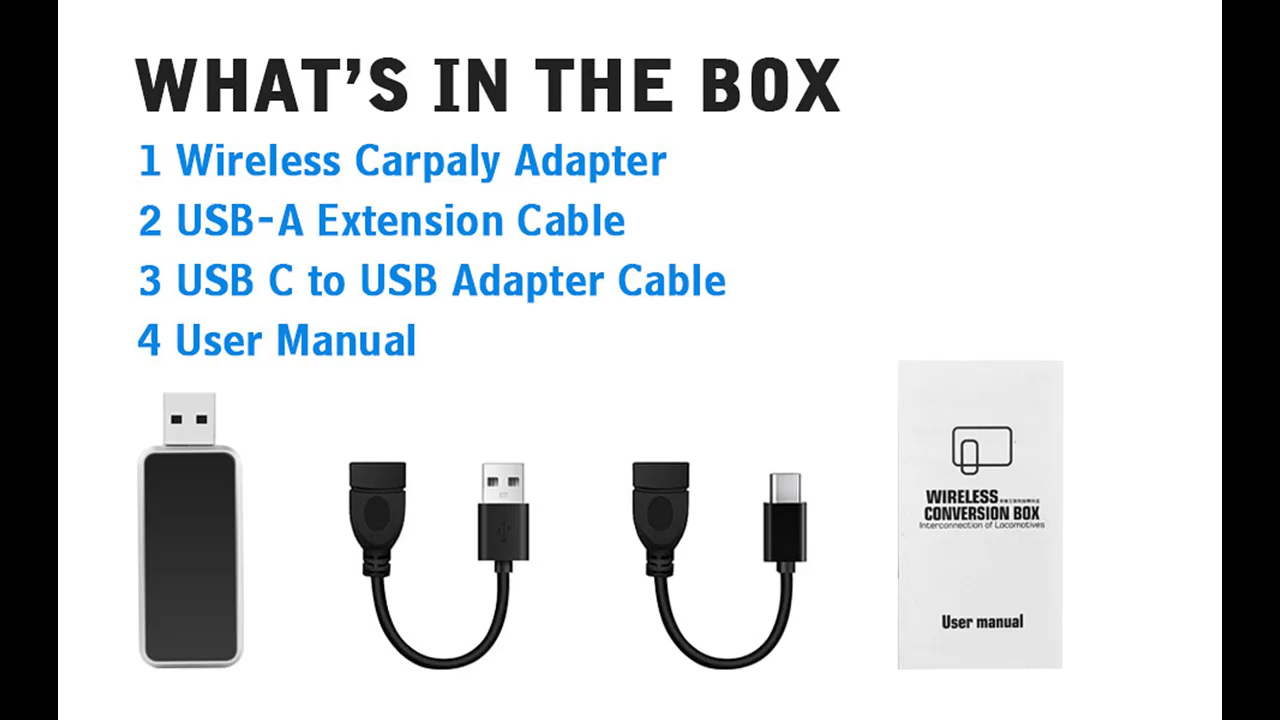 WHAT'S IN THE BOX
1 Wireless Carpaly Adapter
2 USB-A Extension Cable
3 USB C to USB Adapter Cable
4 User Manual
WIRELESS
CONVERSION BOX
Interconnection of Locomotives
User manual